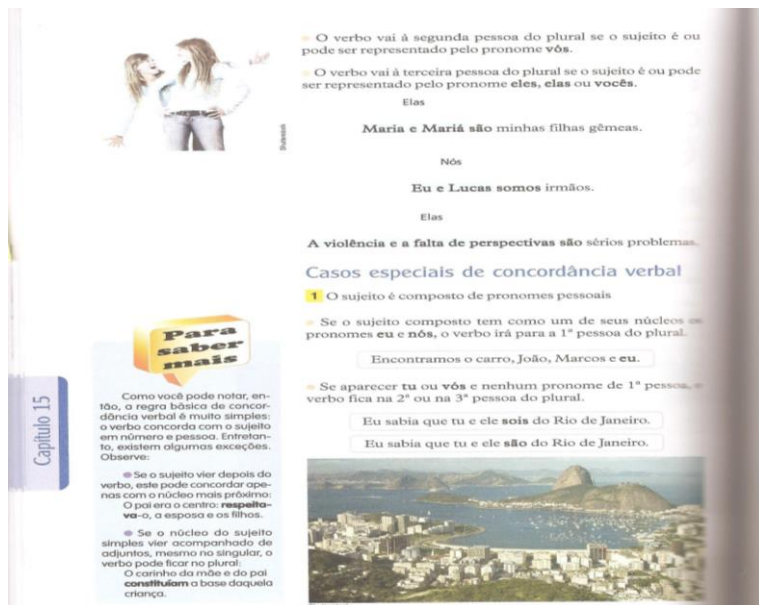 O verbo vai à segunda pessoa do plural se o sujeito é ou
pode ser representado pelo pronome vós.
O verbo vai à terceira pessoa do plural se o sujeito é ou pode
ser representado pelo pronome eles, elas ou vocês.
Elas
Maria e Mariá são minhas filhas gêmeas.
Nós
Eu e Lucas somos irmãos.
Elas
A violência e a falta de perspectivas são sérios problemas.
Casos especiais de concordância verbal
1 O sujeito é composto de pronomes pessoais
Se o sujeito composto tem como um de seus núcleos os
pronomes eu e nós, o verbo irá para a 1ª pessoa do plural.
Encontramos o carro, João, Marcos e eu.
Se aparecer tu ou vós e nenhum pronome de 1ª pessoa, o
verbo fica na 2ª ou na 3ª pessoa do plural.
Eu sabia que tu e ele sois do Rio de Janeiro.
Eu sabia que tu e ele são do Rio de Janeiro.
Shutterstock
Capítulo 15
Para
saber
mais
Como você pode notar, en-
tão, a regra básica de concor-
dância verbal é muito simples:
o verbo concorda com o sujeito
em número e pessoa. Entretan-
to, existem algumas exceções.
Observe:
Se o sujeito vier depois do
verbo, este pode concordar ape-
nas com o núcleo mais próximo:
O pai era o centro: respeita-
va-o, a esposa e os filhos.
Se o núcleo do sujeito
simples vier acompanhado de
adjuntos, mesmo no singular, o
verbo pode ficar no plural:
O carinho da mãe e do pai
constituíam a base daquela
criança.